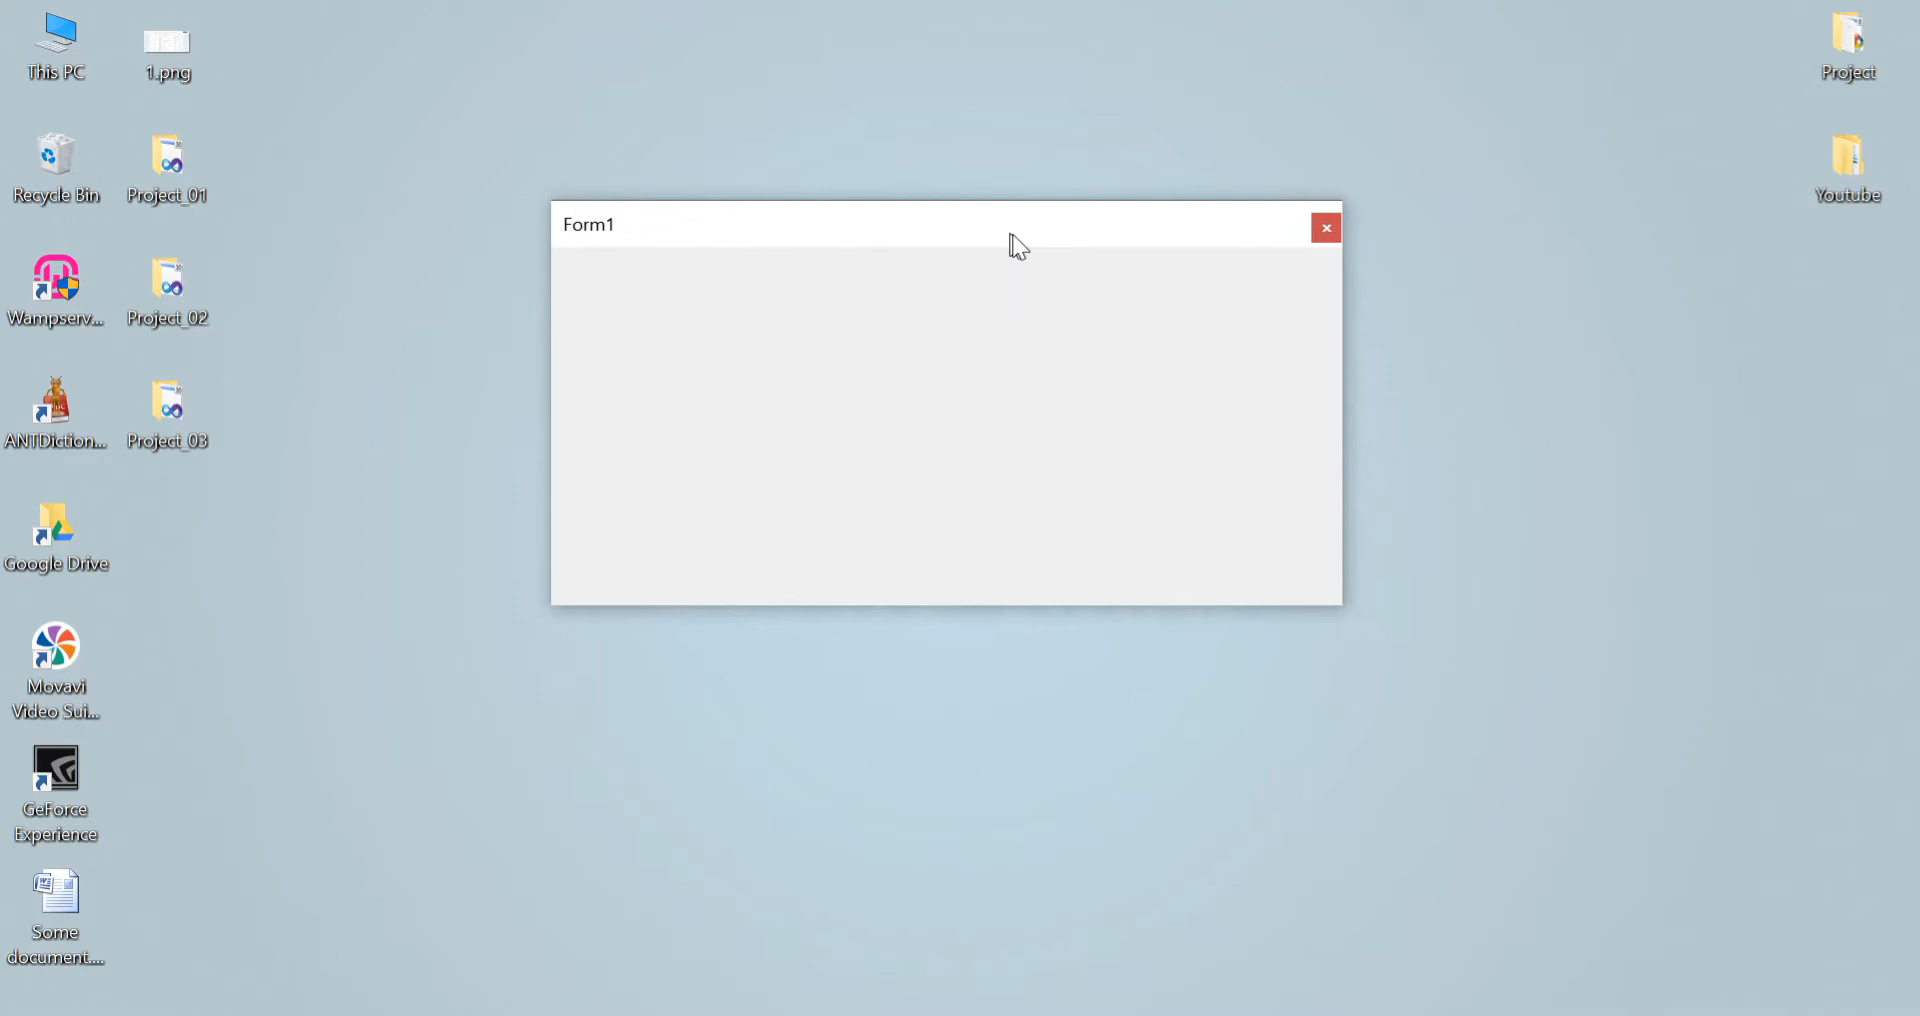 This PC
1.png
Project
Recycle Bin
Project_01
Youtube
Form1
Wampserv...
Project_02
ANTDiction...
Project_03
Google Drive
Movavi
Video Sui...
GeForce
Experience
Some
document....